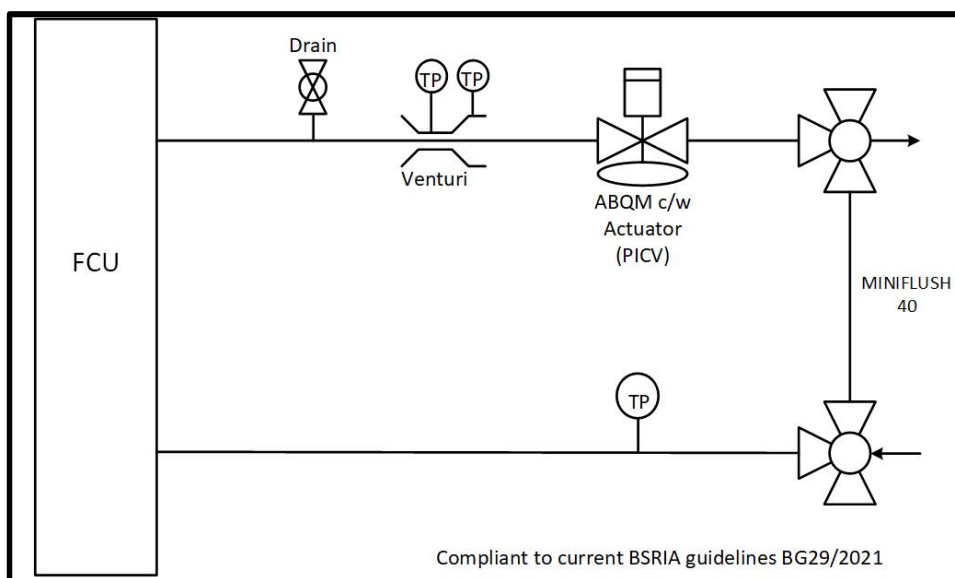 Drain
TP
TP
Venturi
ABQM c/w
Actuator
(PICV)
FCU
MINIFLUSH
40
TP
Compliant to current BSRIA guidelines BG29/2021